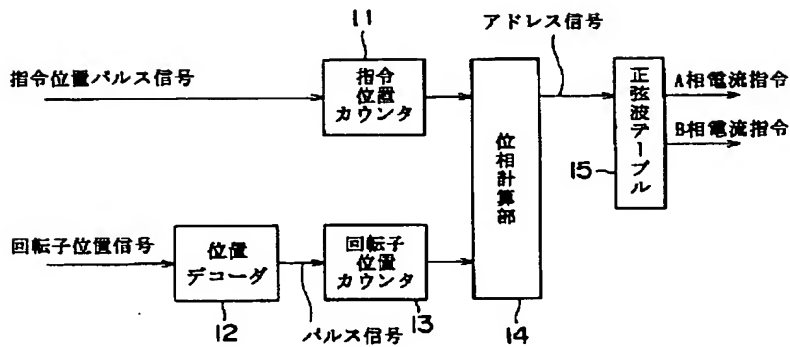 11
アドレス信号
指令位置パルス信号
指令
位置
カウンタ
位相計算部
正弦波テーブル
15
A相電流指令
B相電流指令
回転子位置信号
位置
デコーダ
回転子
位置
カウンタ
12
パルス信号
13
14